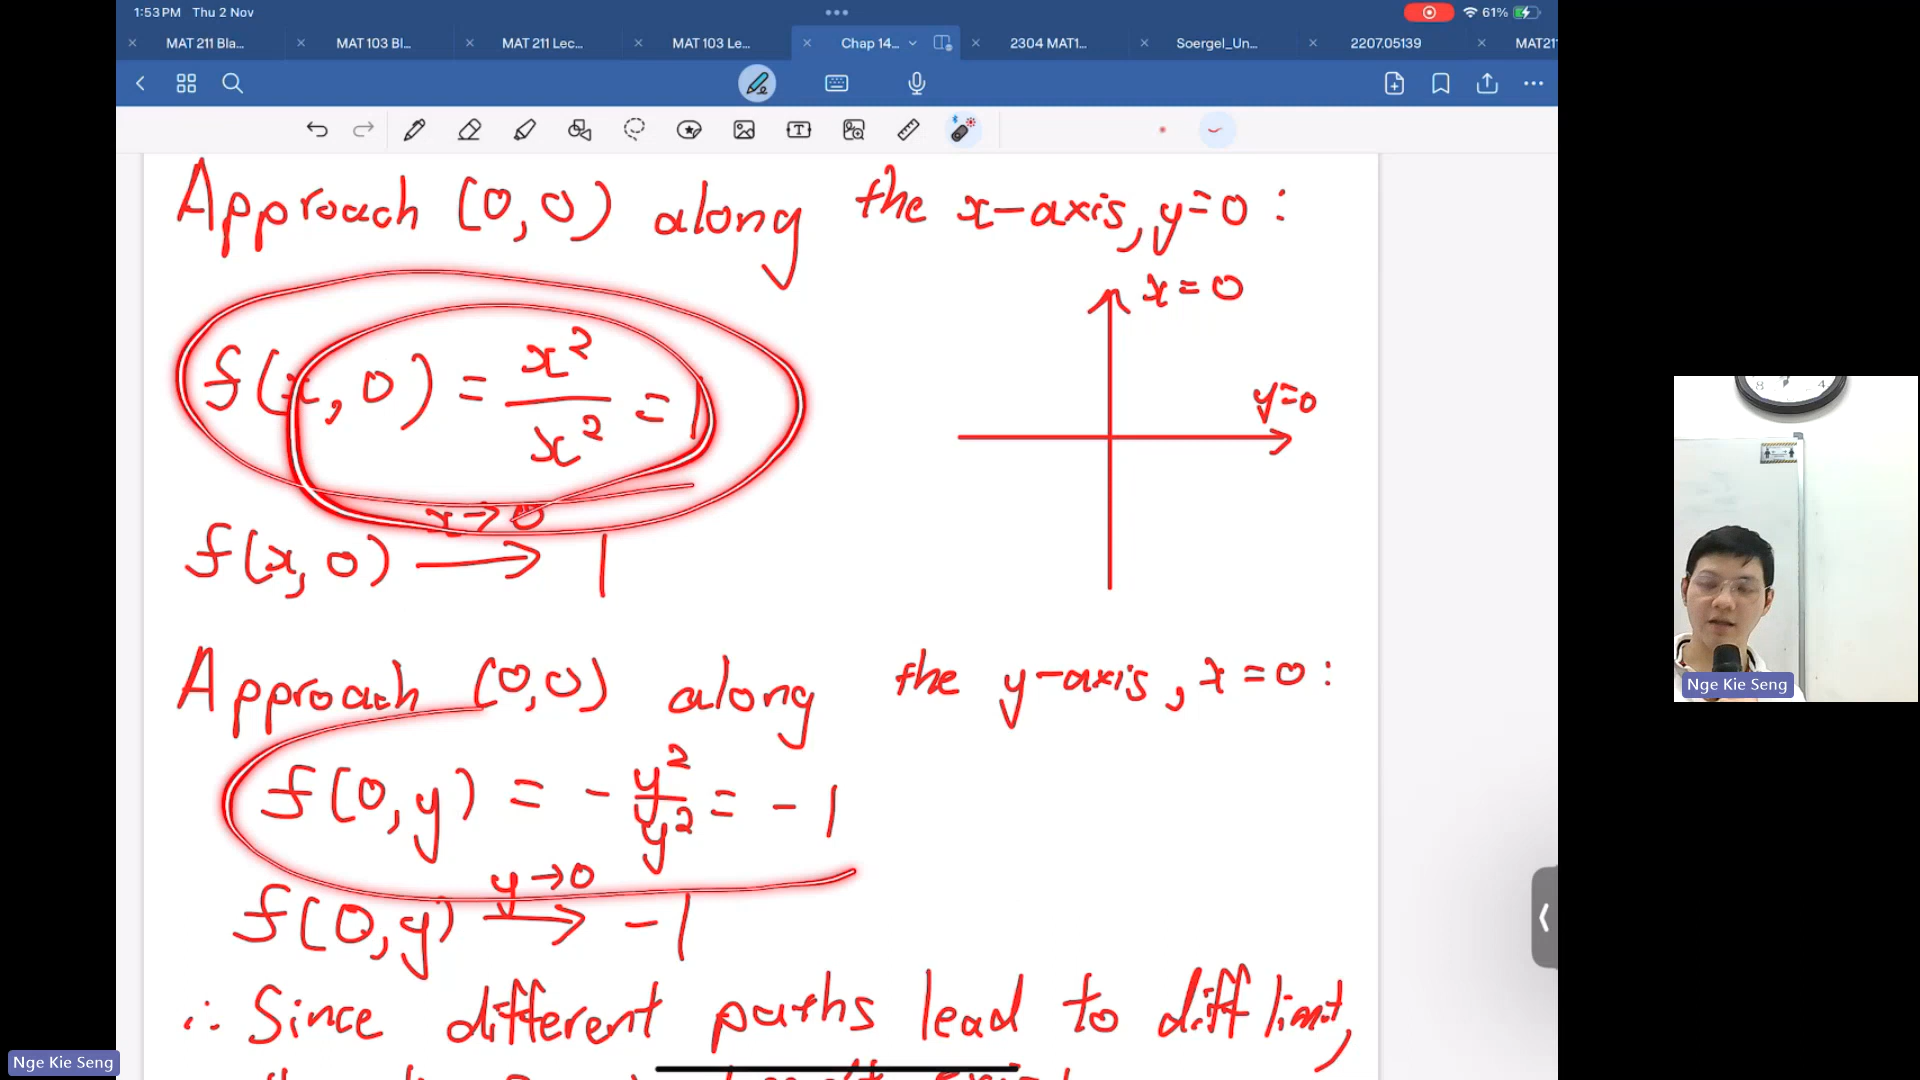 1:53 PM Thu 2 Nov
61%
MAT 211 Bla...
MAT 103 Bl...
MAT 211 Lec...
MAT 103 Le...
Chap 14...
2304 MAT1...
Soergel_Un...
2207.05139
MAT21
Approach (0,0) along the x-axis, y=0 :
x = 0
y=0
f(x, 0) = x²/x² = 1
x → 0
f(x, 0) ⟶ 1
Approach (0,0) along the y-axis, x = 0 :
f(0, y) = - y²/y² = - 1
y → 0
f(0, y) ⟶ - 1
∴ Since different paths lead to diff limit,
8 4
Nge Kie Seng
Nge Kie Seng